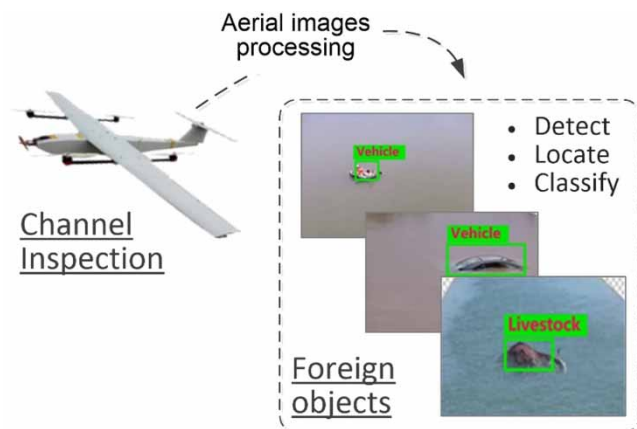 Aerial images
processing
Channel
Inspection
Vehicle
Vehicle
Livestock
• Detect
• Locate
• Classify
Foreign
objects